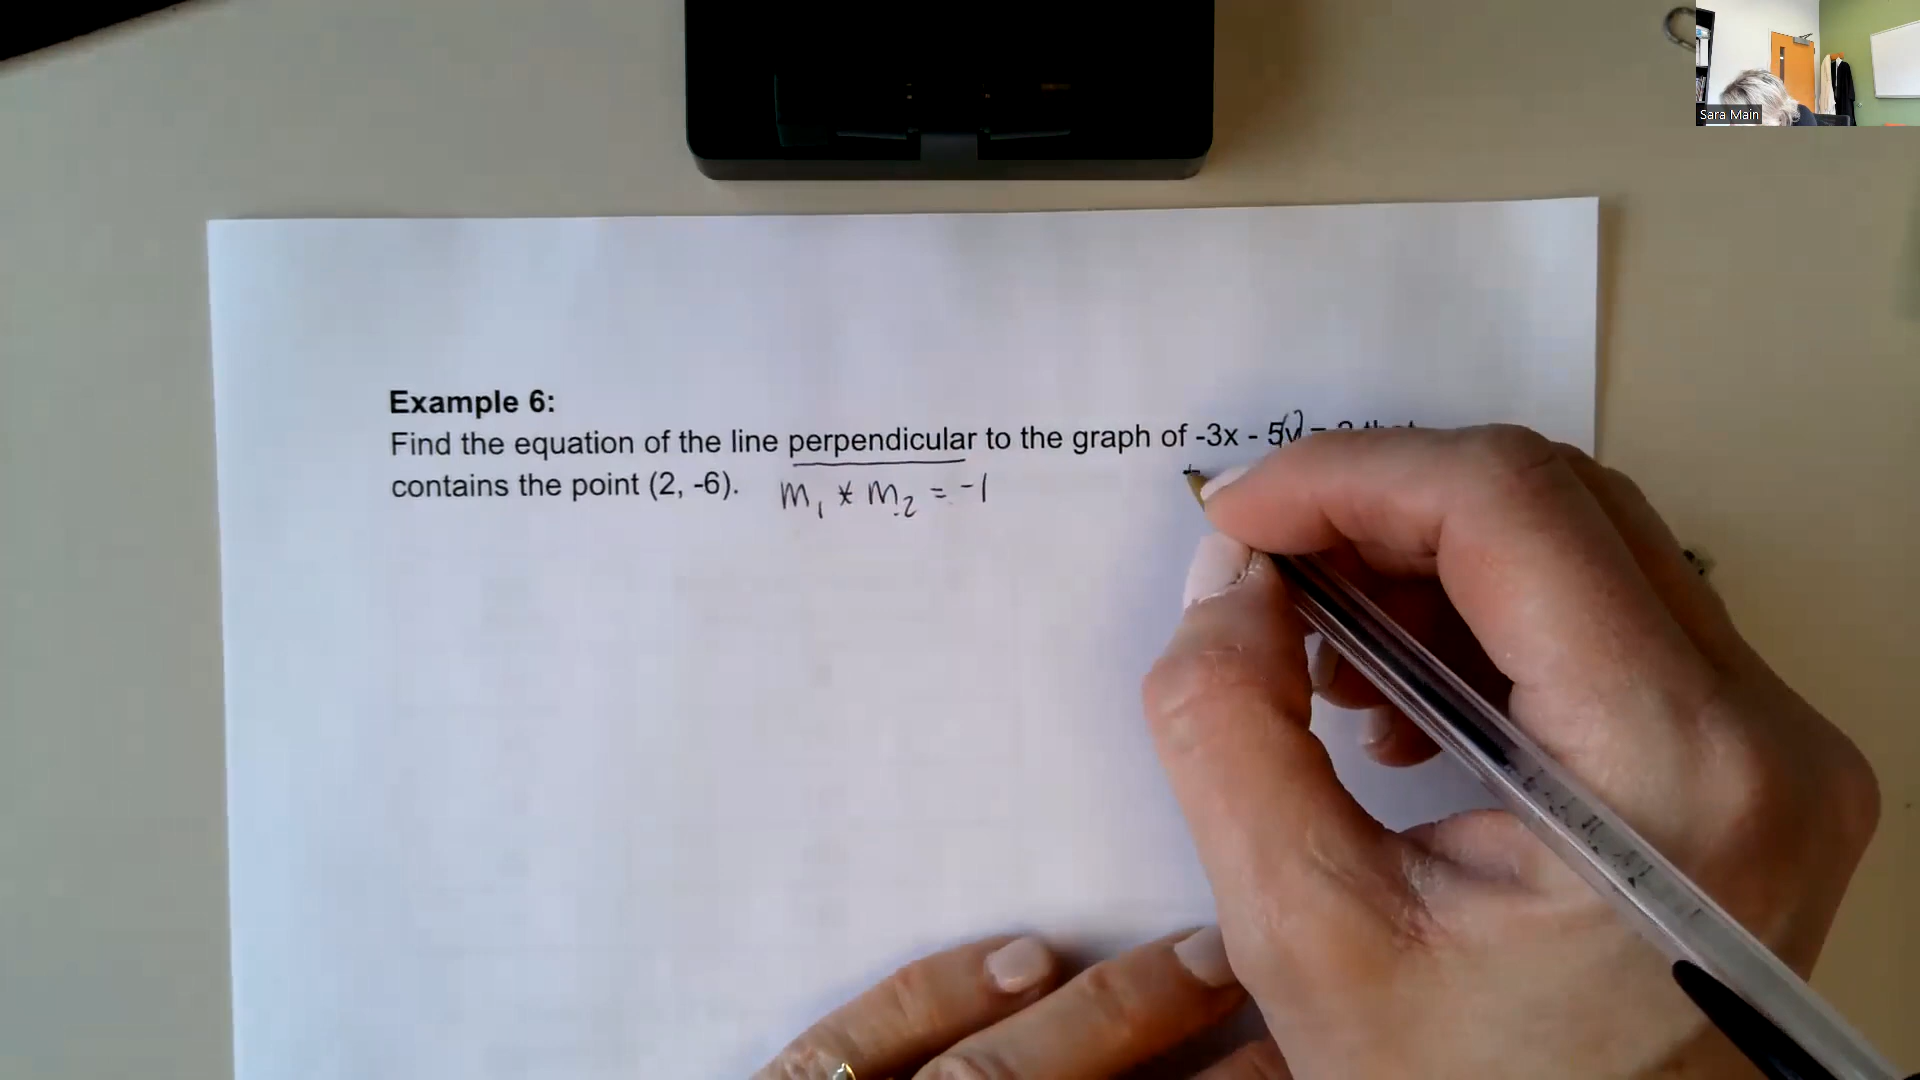 Sara Main
Example 6:
Find the equation of the line perpendicular to the graph of -3x - 5y = that
contains the point (2, -6). m₁ * m₂ = -1